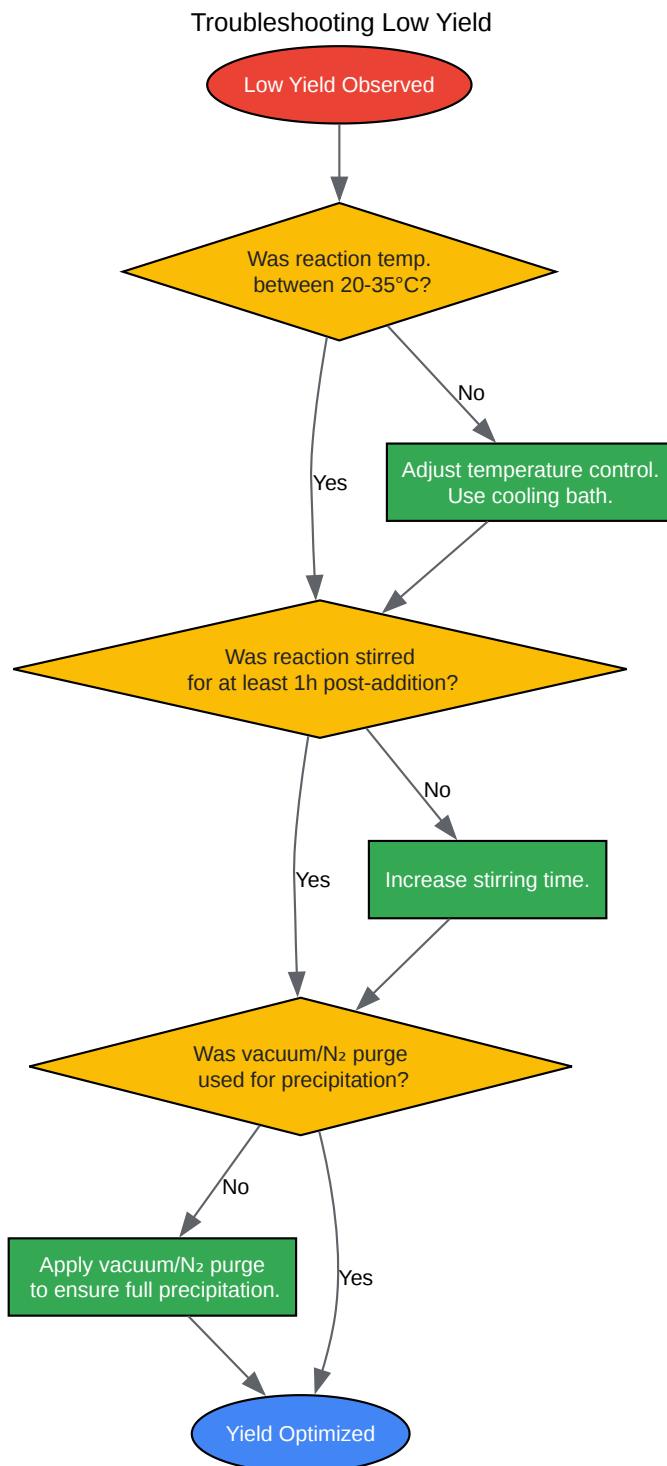 Troubleshooting Low Yield
Low Yield Observed
Was reaction temp.
between 20-35°C?
No
Adjust temperature control.
Use cooling bath.
Yes
Was reaction stirred
for at least 1h post-addition?
No
Increase stirring time.
Yes
Was vacuum/N₂ purge
used for precipitation?
No
Apply vacuum/N₂ purge
to ensure full precipitation.
Yes
Yield Optimized